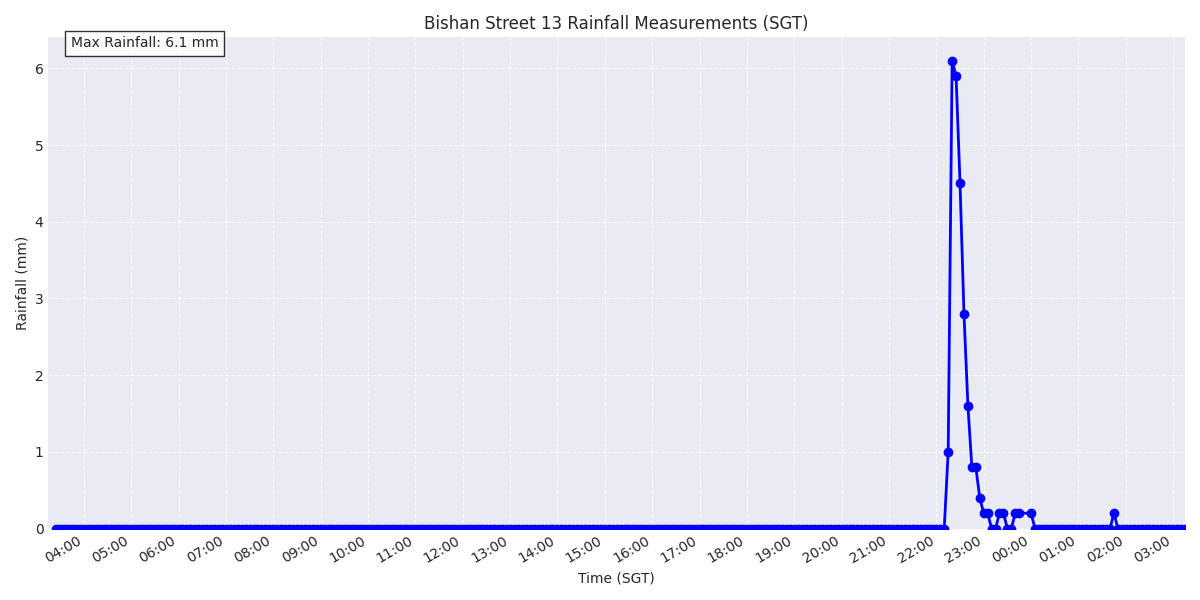 Bishan Street 13 Rainfall Measurements (SGT)
Max Rainfall: 6.1 mm
6
5
4
3
2
1
0
Rainfall (mm)
04:00 05:00 06:00 07:00 08:00 09:00 10:00 11:00 12:00 13:00 14:00 15:00 16:00 17:00 18:00 19:00 20:00 21:00 22:00 23:00 00:00 01:00 02:00 03:00
Time (SGT)